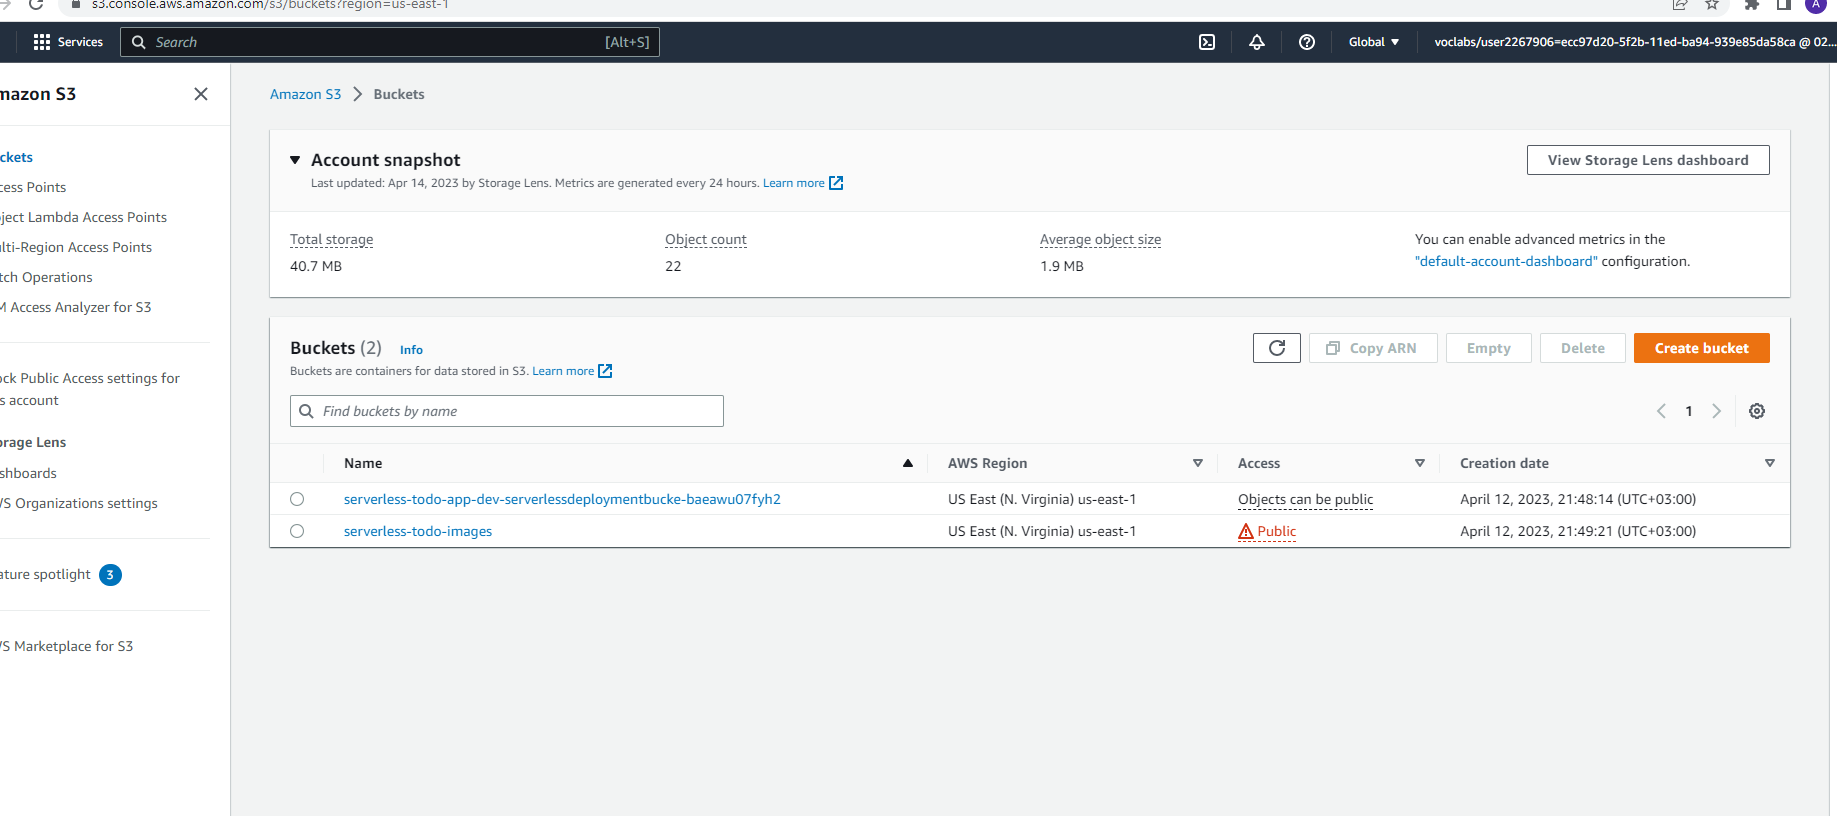 s3.console.aws.amazon.com/s3/buckets?region=us-east-1
A
Services
Search
[Alt+S]
Global
voclabs/user2267906=ecc97d20-5f2b-11ed-ba94-939e85da58ca @ 02...
mazon S3
ckets
cess Points
ject Lambda Access Points
ulti-Region Access Points
tch Operations
M Access Analyzer for S3
ock Public Access settings for
s account
orage Lens
shboards
VS Organizations settings
ature spotlight 3
VS Marketplace for S3
Amazon S3 > Buckets
Account snapshot
Last updated: Apr 14, 2023 by Storage Lens. Metrics are generated every 24 hours. Learn more
View Storage Lens dashboard
Total storage
40.7 MB
Object count
22
Average object size
1.9 MB
You can enable advanced metrics in the
"default-account-dashboard" configuration.
Buckets (2) Info
Buckets are containers for data stored in S3. Learn more
Copy ARN
Empty
Delete
Create bucket
Find buckets by name
1
Name AWS Region Access Creation date
serverless-todo-app-dev-serverlessdeploymentbucke-baeawu07fyh2 US East (N. Virginia) us-east-1 Objects can be public April 12, 2023, 21:48:14 (UTC+03:00)
serverless-todo-images US East (N. Virginia) us-east-1 Public April 12, 2023, 21:49:21 (UTC+03:00)